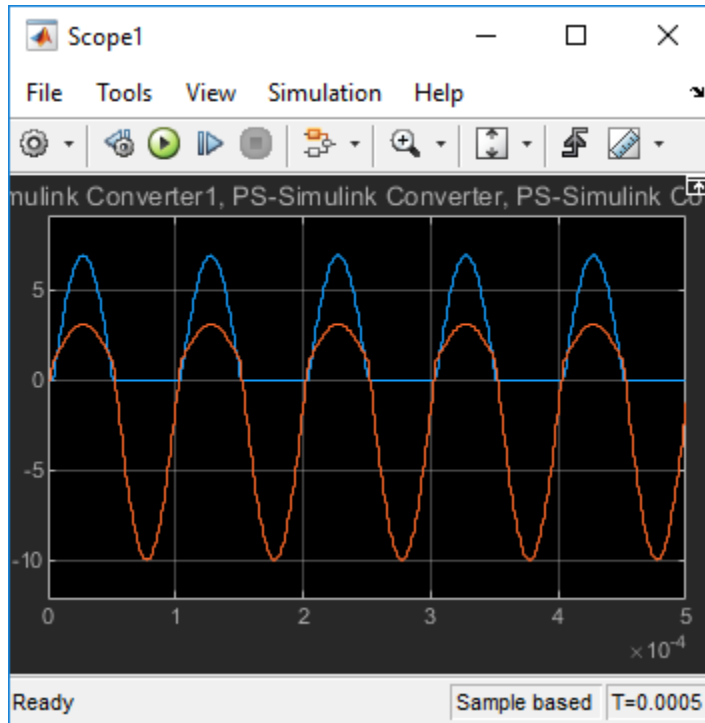 Scope1
File Tools View Simulation Help
mulink Converter1, PS-Simulink Converter, PS-Simulink Co
5
0
-5
-10
0 1 2 3 4 5
×10-4
Ready Sample based T=0.0005